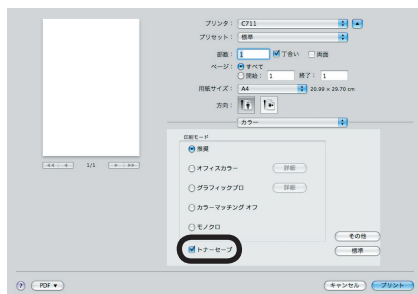 プリンタ： C711
プリセット： 標準
部数： 1 丁合い 両面
ページ： すべて
開始： 1 終了： 1
用紙サイズ： A4 20.99 x 29.70 cm
方向：
カラー
印刷モード
推奨
オフィスカラー 詳細
グラフィックプロ 詳細
カラーマッチング オフ
モノクロ
トナーセーブ
その他
標準
1/1
? PDF ▼ キャンセル プリント